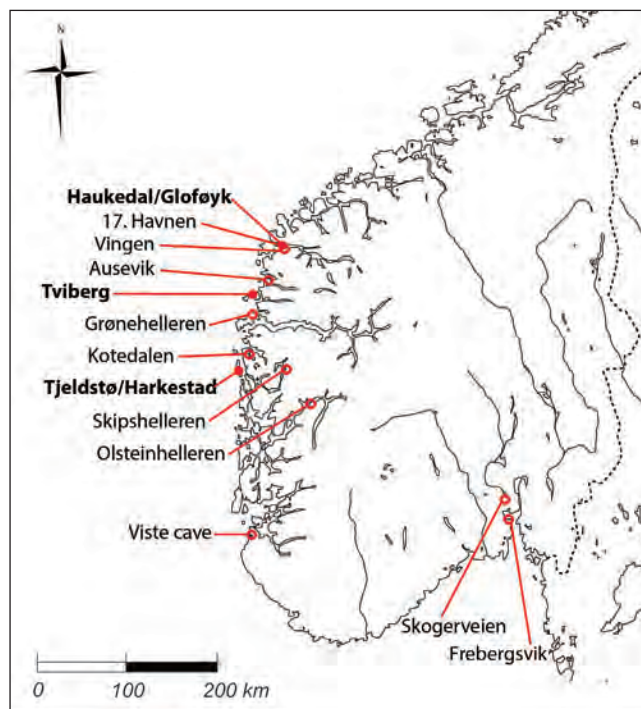 N
Haukedal/Gloføyk
17. Havnen
Vingen
Ausevik
Tviberg
Grønehelleren
Kotedalen
Tjeldstø/Harkestad
Skipshelleren
Olsteinhelleren
Viste cave
Skogerveien
Frebergsvik
0 100 200 km